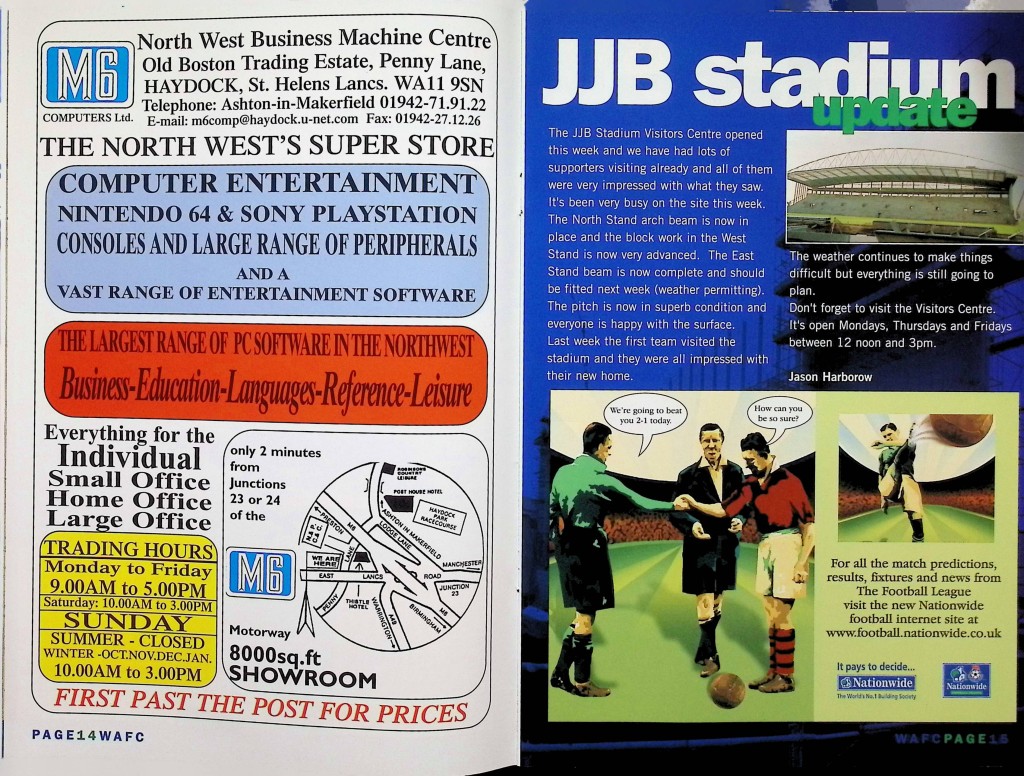 M6
COMPUTERS Ltd.
North West Business Machine Centre
Old Boston Trading Estate, Penny Lane,
HAYDOCK, St. Helens Lancs. WA11 9SN
Telephone: Ashton-in-Makerfield 01942-71.91.22
E-mail: m6comp@haydock.u-net.com Fax: 01942-27.12.26
THE NORTH WEST'S SUPER STORE
COMPUTER ENTERTAINMENT
NINTENDO 64 & SONY PLAYSTATION
CONSOLES AND LARGE RANGE OF PERIPHERALS
AND A
VAST RANGE OF ENTERTAINMENT SOFTWARE
THE LARGEST RANGE OF PC SOFTWARE IN THE NORTHWEST
Business-Education-Languages-Reference-Leisure
Everything for the
Individual
Small Office
Home Office
Large Office
TRADING HOURS
Monday to Friday
9.00AM to 5.00PM
Saturday: 10.00AM to 3.00PM
SUNDAY
SUMMER - CLOSED
WINTER -OCT.NOV.DEC.JAN.
10.00AM to 3.00PM
only 2 minutes
from
Junctions
23 or 24
of the
M6
Motorway
8000sq.ft
SHOWROOM
ROBINSONS
COUNTRY
LEISURE
POST HOUSE HOTEL
HAYDOCK
PARK
RACECOURSE
ASHTON IN MAKERFIELD
LODGE LANE
PRESTON
M6
WE ARE
HERE
LANE
MANCHESTER
EAST
LANCS
ROAD
JUNCTION
23
PENNY
THISTLE
HOTEL
WARRINGTON
A49
M6
BIRMINGHAM
FIRST PAST THE POST FOR PRICES
PAGE14WAFC
JJB stadium
update
The JJB Stadium Visitors Centre opened
this week and we have had lots of
supporters visiting already and all of them
were very impressed with what they saw.
It's been very busy on the site this week.
The North Stand arch beam is now in
place and the block work in the West
Stand is now very advanced. The East
Stand beam is now complete and should
be fitted next week (weather permitting).
The pitch is now in superb condition and
everyone is happy with the surface.
Last week the first team visited the
stadium and they were all impressed with
their new home.
The weather continues to make things
difficult but everything is still going to
plan.
Don't forget to visit the Visitors Centre.
It's open Mondays, Thursdays and Fridays
between 12 noon and 3pm.
Jason Harborow
We're going to beat
you 2-1 today.
How can you
be so sure?
For all the match predictions,
results, fixtures and news from
The Football League
visit the new Nationwide
football internet site at
www.football.nationwide.co.uk
It pays to decide...
Nationwide
The World's No.1 Building Society
Nationwide
WAFCPAGE15